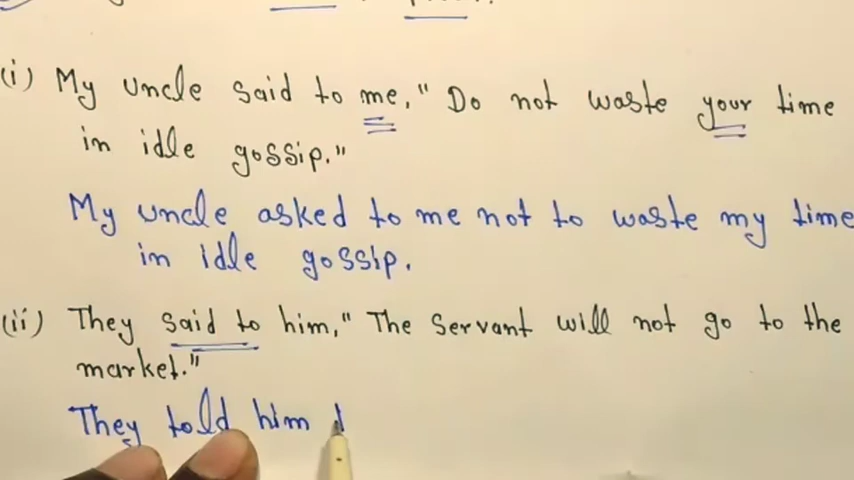 (i) My uncle said to me," Do not waste your time
in idle gossip."
My uncle asked to me not to waste my time
in idle gossip.
(ii) They said to him," The servant will not go to the
market."
They told him